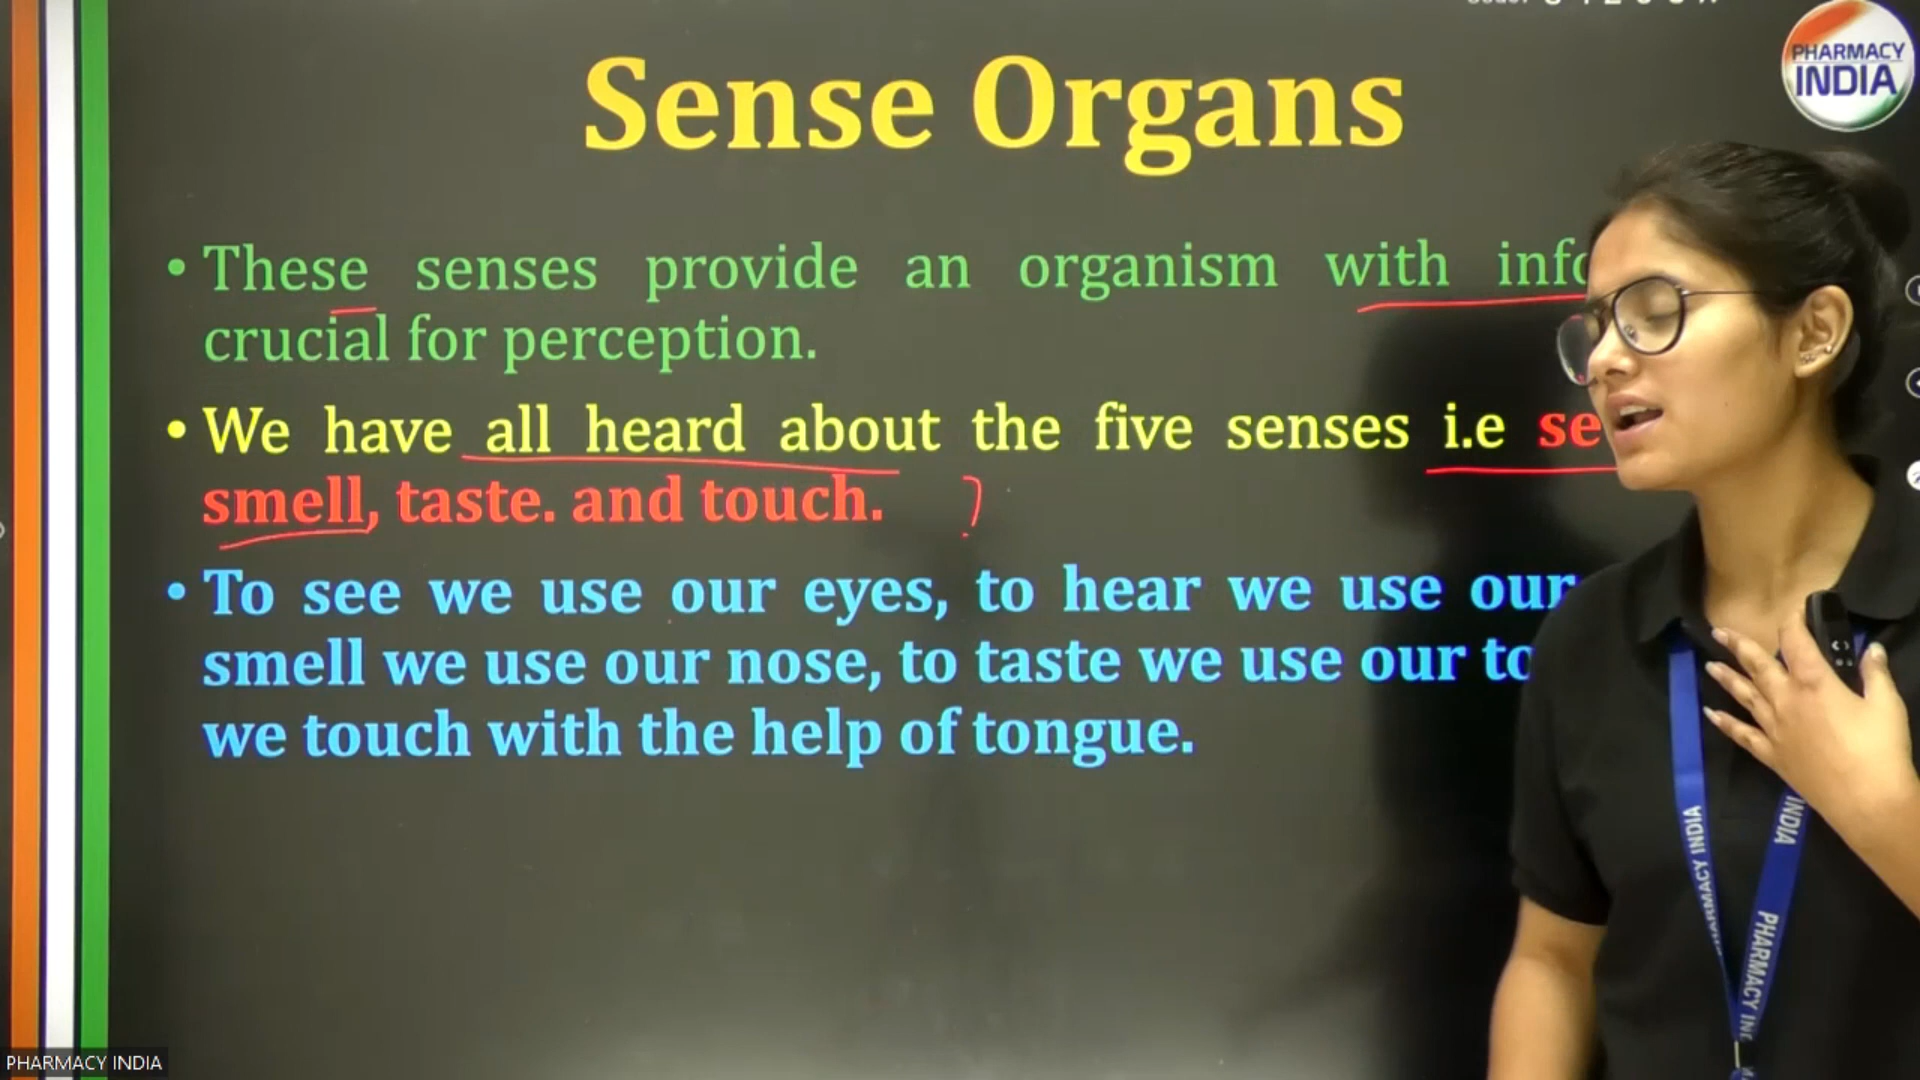 PHARMACY
INDIA
Sense Organs
• These senses provide an organism with
crucial for perception.
• We have all heard about the five senses i.e
smell, taste. and touch.
• To see we use our eyes, to hear we use our
smell we use our nose, to taste we use our
we touch with the help of tongue.
PHARMACY INDIA
INDIA
PHARMACY
PHARMACY INDIA